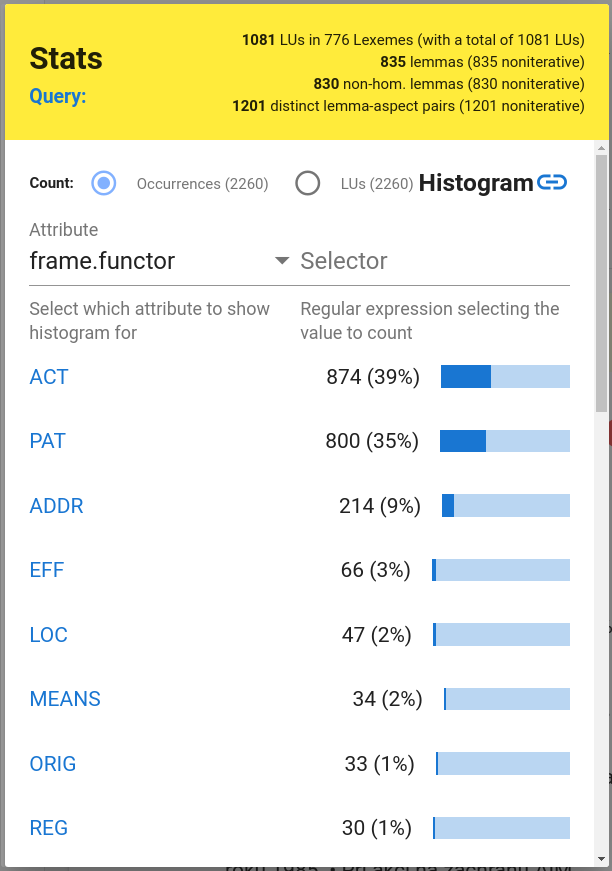 Stats
Query:
1081 LUs in 776 Lexemes (with a total of 1081 LUs)
835 lemmas (835 noniterative)
830 non-hom. lemmas (830 noniterative)
1201 distinct lemma-aspect pairs (1201 noniterative)
Count: Occurrences (2260) LUs (2260) Histogram
Attribute
frame.functor Selector
Select which attribute to show
histogram for
Regular expression selecting the
value to count
ACT 874 (39%)
PAT 800 (35%)
ADDR 214 (9%)
EFF 66 (3%)
LOC 47 (2%)
MEANS 34 (2%)
ORIG 33 (1%)
REG 30 (1%)